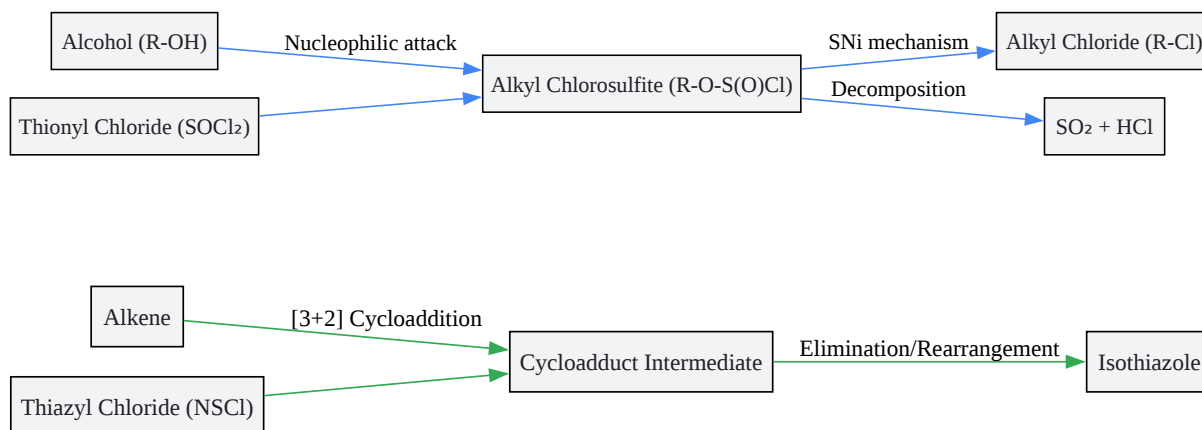 Alcohol (R-OH)
Nucleophilic attack
Thionyl Chloride (SOCl₂)
Alkyl Chlorosulfite (R-O-S(O)Cl)
SNi mechanism
Alkyl Chloride (R-Cl)
Decomposition
SO₂ + HCl
Alkene
[3+2] Cycloaddition
Thiazyl Chloride (NSCl)
Cycloadduct Intermediate
Elimination/Rearrangement
Isothiazole